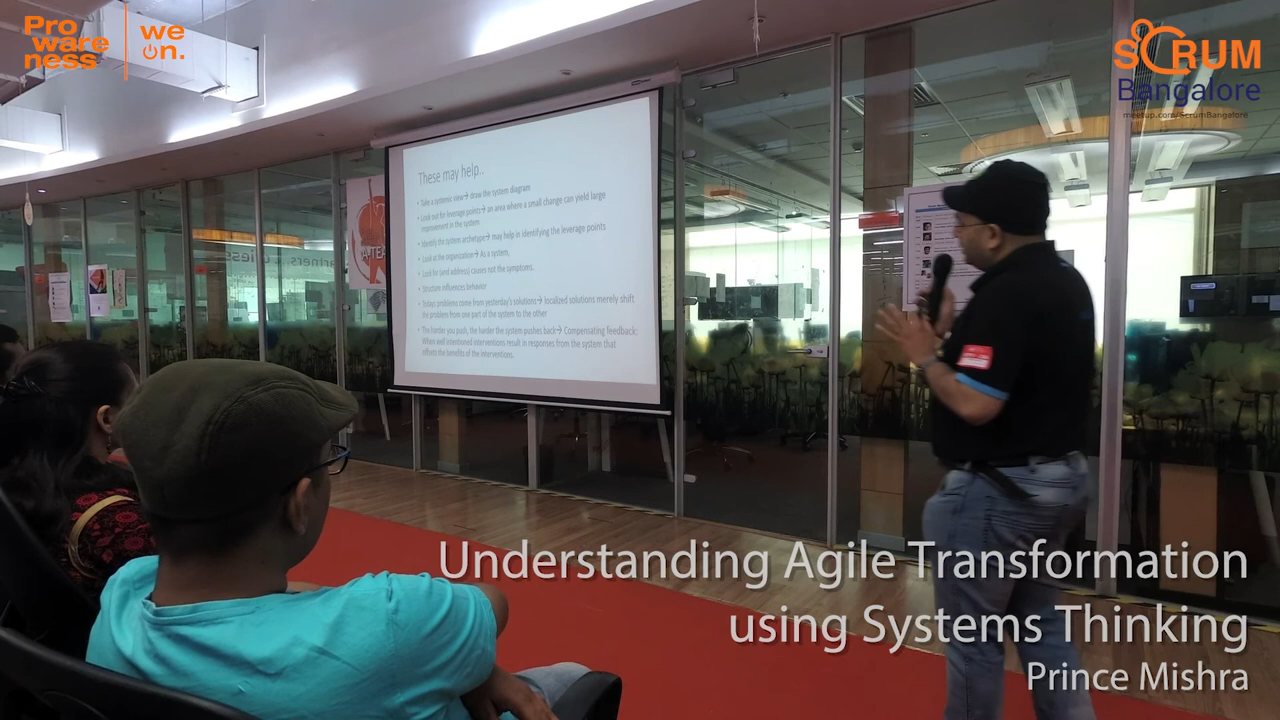 Pro
ware
ness
we
on.
SCRUM
Bangalore
meetup.com/ScrumBangalore
These may help..
• Take a systemic view→ draw the system diagram
• Look out for leverage points→ an area where a small change can yield large
improvement in the system
• Identify the system archetype→ may help in identifying the leverage points
• Look at the organization→ As a system,
• Look for (and address) causes not the symptoms.
• Structure influences behavior
• Todays problems come from yesterday's solutions→ localized solutions merely shift
the problem from one part of the system to the other
• The harder you push, the harder the system pushes back→ Compensating feedback:
When well intentioned interventions result in responses from the system that
offsets the benefits of the interventions.
Understanding Agile Transformation
using Systems Thinking
Prince Mishra